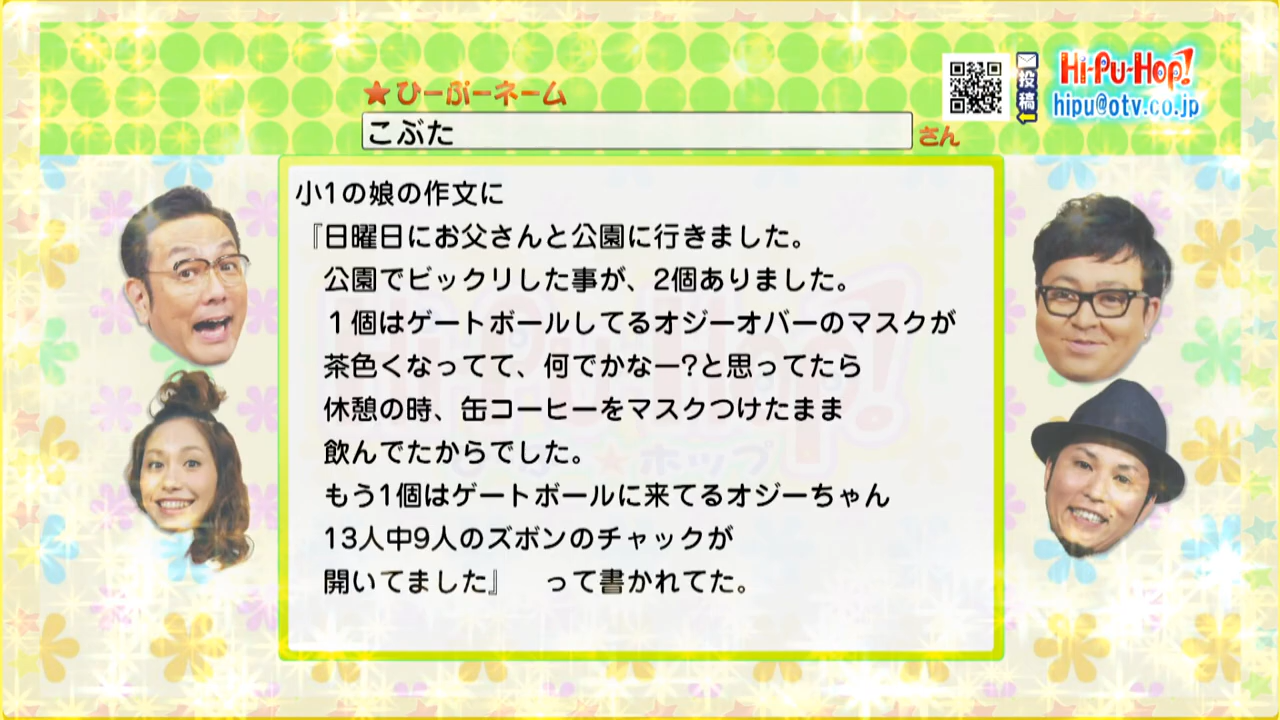 ★ひーぷーネーム
こぶた
さん
投稿
Hi-Pu-Hop!
hipu@otv.co.jp
小1の娘の作文に
『日曜日にお父さんと公園に行きました。
公園でビックリした事が、2個ありました。
１個はゲートボールしてるオジーオバーのマスクが
茶色くなってて、何でかなー?と思ってたら
休憩の時、缶コーヒーをマスクつけたまま
飲んでたからでした。
もう1個はゲートボールに来てるオジーちゃん
13人中9人のズボンのチャックが
開いてました』　って書かれてた。